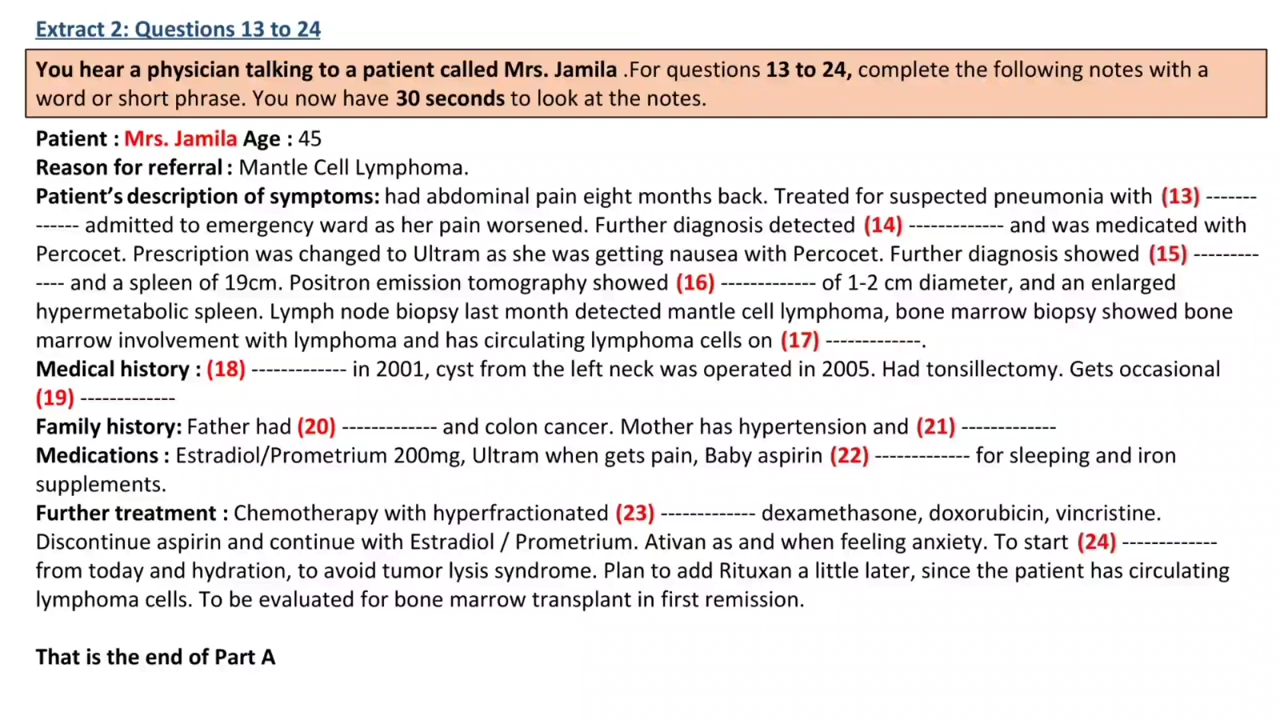 Extract 2: Questions 13 to 24
You hear a physician talking to a patient called Mrs. Jamila .For questions 13 to 24, complete the following notes with a
word or short phrase. You now have 30 seconds to look at the notes.
Patient : Mrs. Jamila Age : 45
Reason for referral : Mantle Cell Lymphoma.
Patient's description of symptoms: had abdominal pain eight months back. Treated for suspected pneumonia with (13) -------
------ admitted to emergency ward as her pain worsened. Further diagnosis detected (14) ------------- and was medicated with
Percocet. Prescription was changed to Ultram as she was getting nausea with Percocet. Further diagnosis showed (15) ---------
---- and a spleen of 19cm. Positron emission tomography showed (16) ------------- of 1-2 cm diameter, and an enlarged
hypermetabolic spleen. Lymph node biopsy last month detected mantle cell lymphoma, bone marrow biopsy showed bone
marrow involvement with lymphoma and has circulating lymphoma cells on (17) -------------.
Medical history : (18) ------------- in 2001, cyst from the left neck was operated in 2005. Had tonsillectomy. Gets occasional
(19) -------------
Family history: Father had (20) ------------- and colon cancer. Mother has hypertension and (21) -------------
Medications : Estradiol/Prometrium 200mg, Ultram when gets pain, Baby aspirin (22) ------------- for sleeping and iron
supplements.
Further treatment : Chemotherapy with hyperfractionated (23) ------------- dexamethasone, doxorubicin, vincristine.
Discontinue aspirin and continue with Estradiol / Prometrium. Ativan as and when feeling anxiety. To start (24) -------------
from today and hydration, to avoid tumor lysis syndrome. Plan to add Rituxan a little later, since the patient has circulating
lymphoma cells. To be evaluated for bone marrow transplant in first remission.
That is the end of Part A